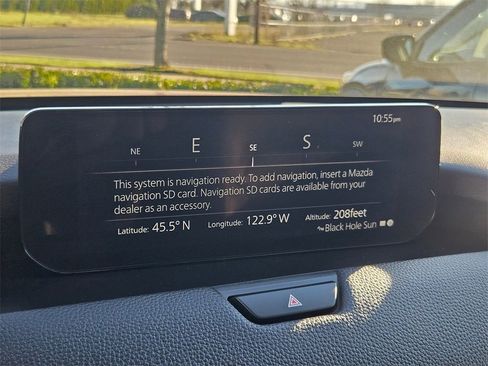 10:55pm
NE E SE S SW
This system is navigation ready. To add navigation, insert a Mazda
navigation SD card. Navigation SD cards are available from your
dealer as an accessory.
Latitude: 45.5° N Longitude: 122.9° W Altitude: 208feet
Black Hole Sun